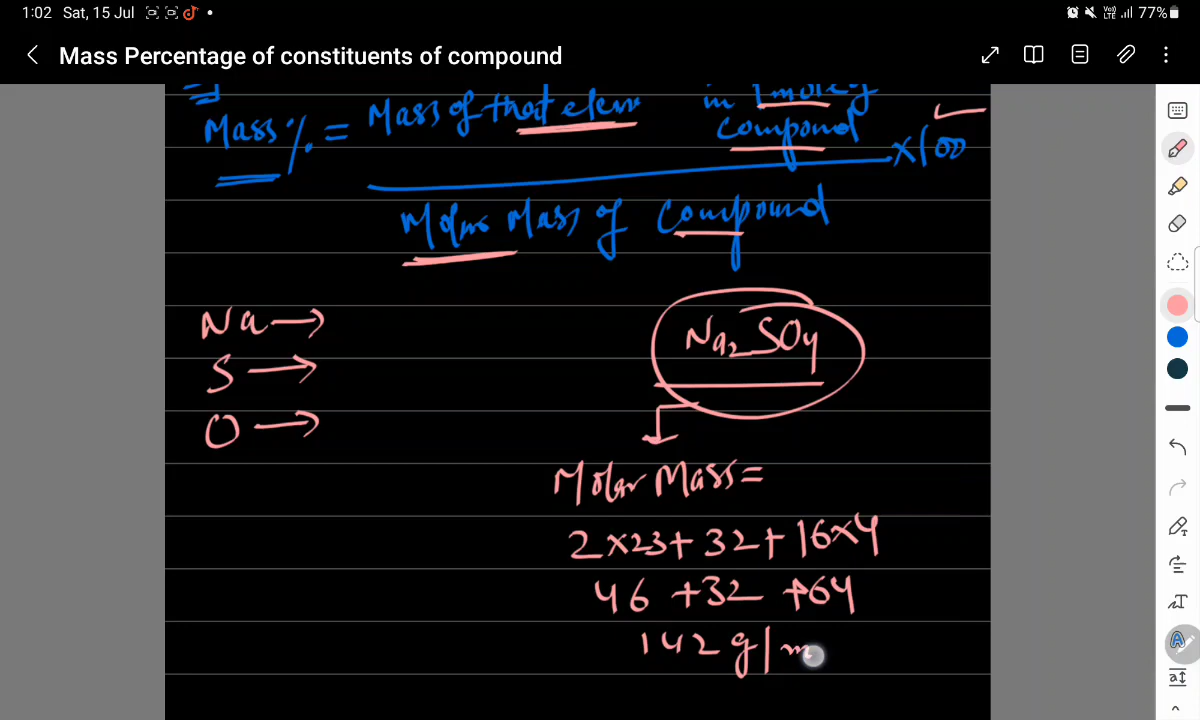 1:02 Sat, 15 Jul 77%
Mass Percentage of constituents of compound
Mass of that elem in 1 mole of
Mass % = compound ×100
Molar Mass of Compound
Na →
S →
O →
Na₂SO₄
Molar Mass =
2×23+ 32+ 16×4
46 +32 +64
142 g/m